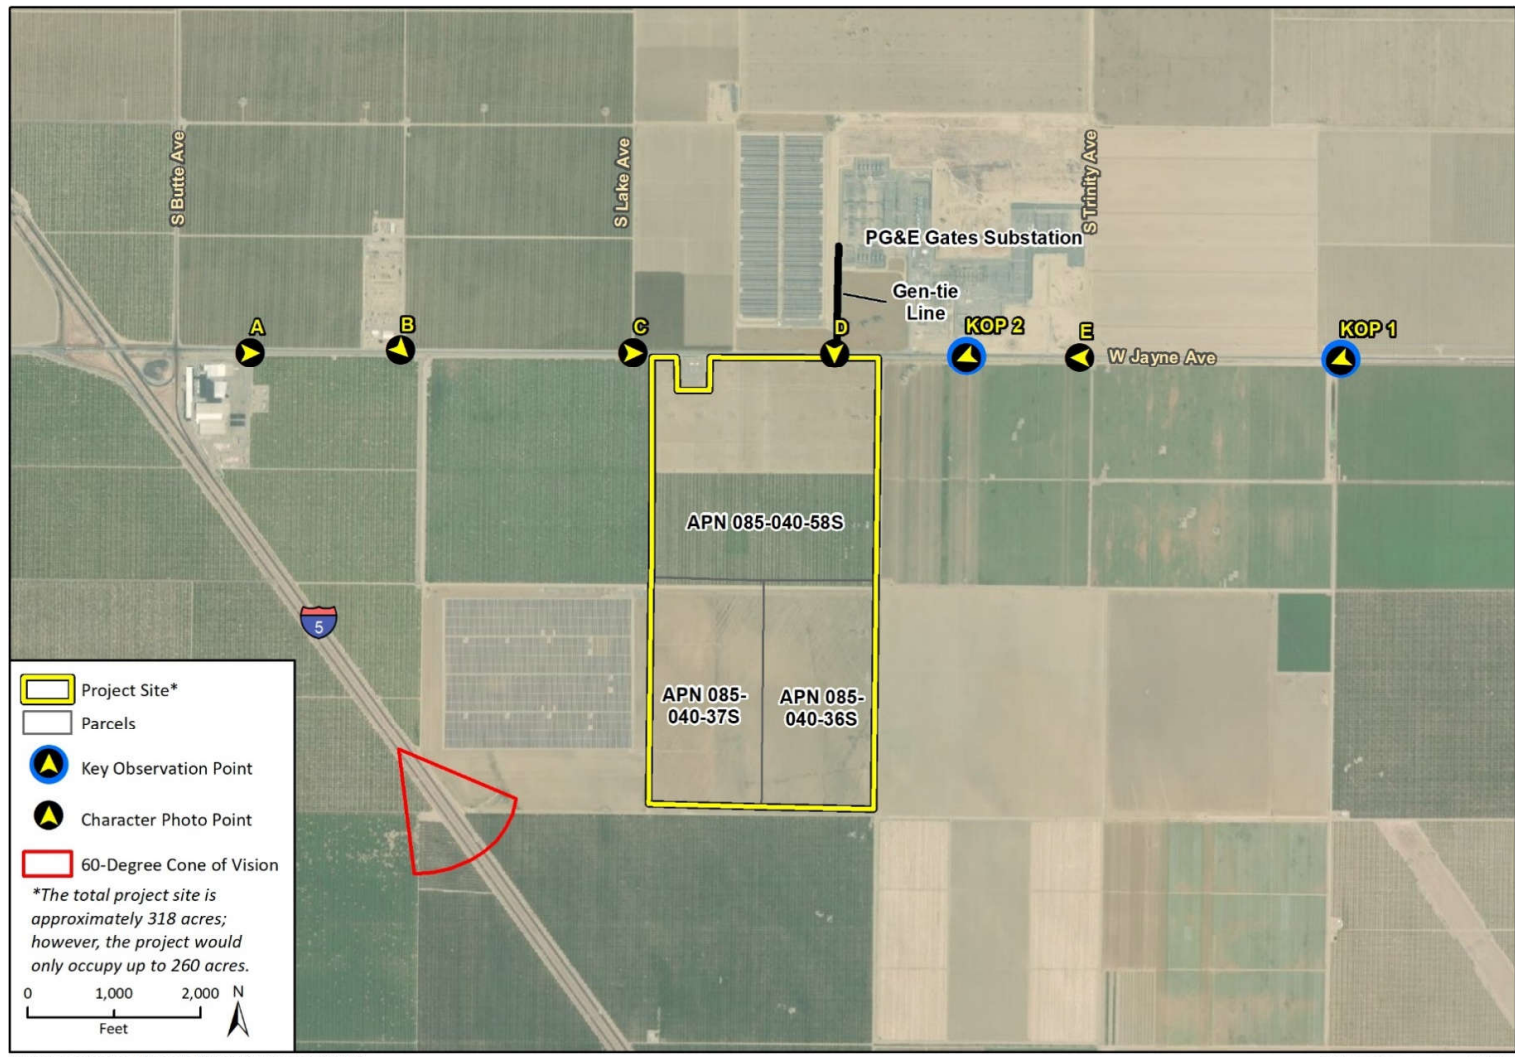 S Butte Ave
S Lake Ave
S Trinity Ave
PG&E Gates Substation
Gen-tie
Line
A
B
C
D
KOP 2
E
KOP 1
W Jayne Ave
APN 085-040-58S
5
APN 085-
040-37S
APN 085-
040-36S
Project Site*
Parcels
Key Observation Point
Character Photo Point
60-Degree Cone of Vision
*The total project site is
approximately 318 acres;
however, the project would
only occupy up to 260 acres.
0 1,000 2,000 N
Feet